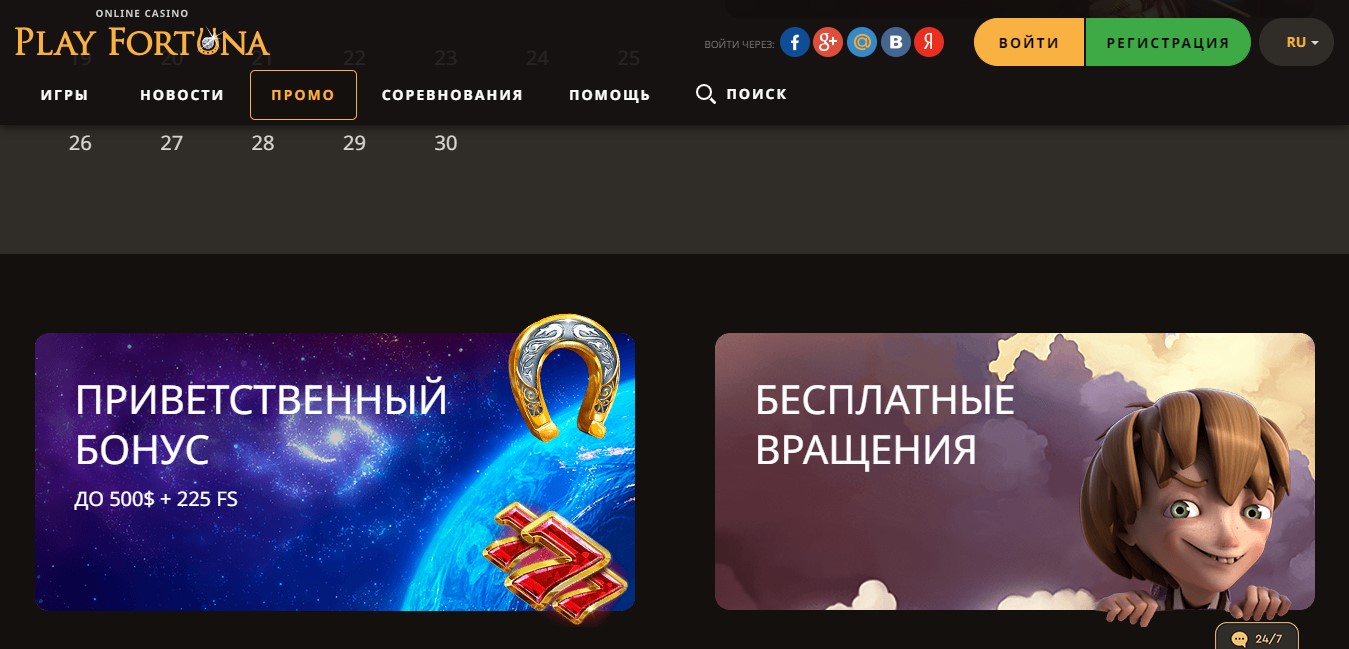 ONLINE CASINO
PLAY FORTUNA
ВОЙТИ ЧЕРЕЗ:
ВОЙТИ
РЕГИСТРАЦИЯ
RU
19 20 21 22 23 24 25
ИГРЫ НОВОСТИ ПРОМО СОРЕВНОВАНИЯ ПОМОЩЬ ПОИСК
26 27 28 29 30
ПРИВЕТСТВЕННЫЙ
БОНУС
ДО 500$ + 225 FS
777
БЕСПЛАТНЫЕ
ВРАЩЕНИЯ
24/7